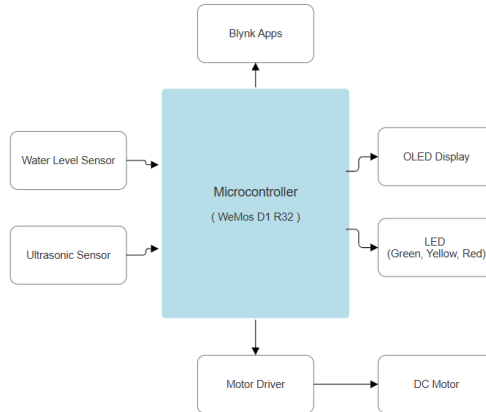 Blynk Apps
Water Level Sensor
OLED Display
Microcontroller
( WeMos D1 R32 )
Ultrasonic Sensor
LED
(Green, Yellow, Red)
Motor Driver
DC Motor